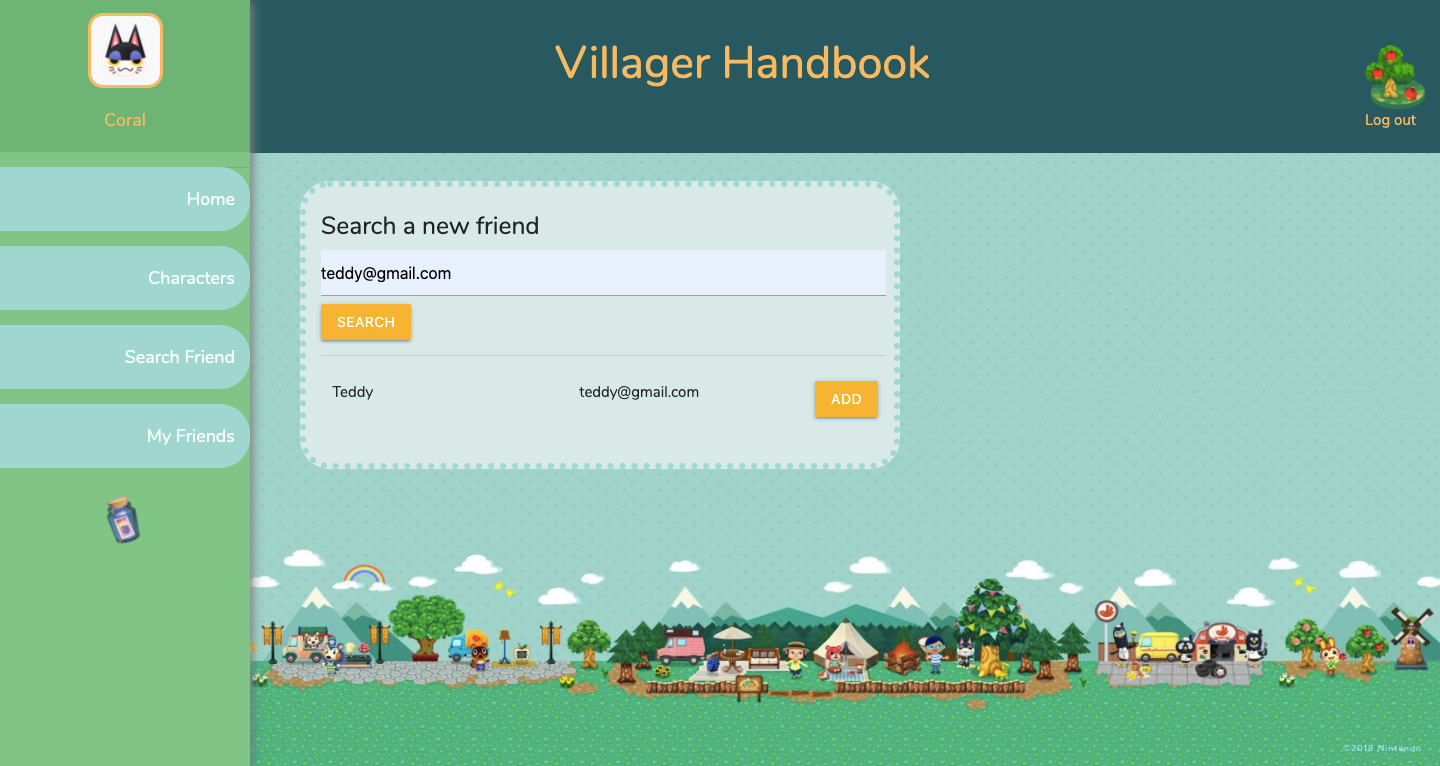 Villager Handbook
Coral
Log out
Home
Characters
Search Friend
My Friends
Search a new friend
teddy@gmail.com
SEARCH
Teddy teddy@gmail.com ADD
©2018 Nintendo